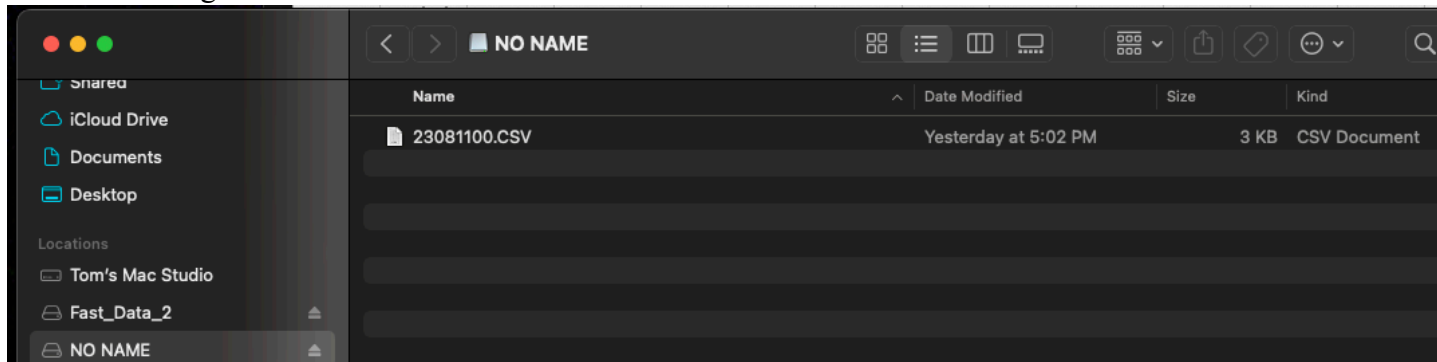 NO NAME
Shared
iCloud Drive
Documents
Desktop
Locations
Tom's Mac Studio
Fast_Data_2
NO NAME
Name Date Modified Size Kind
23081100.CSV Yesterday at 5:02 PM 3 KB CSV Document